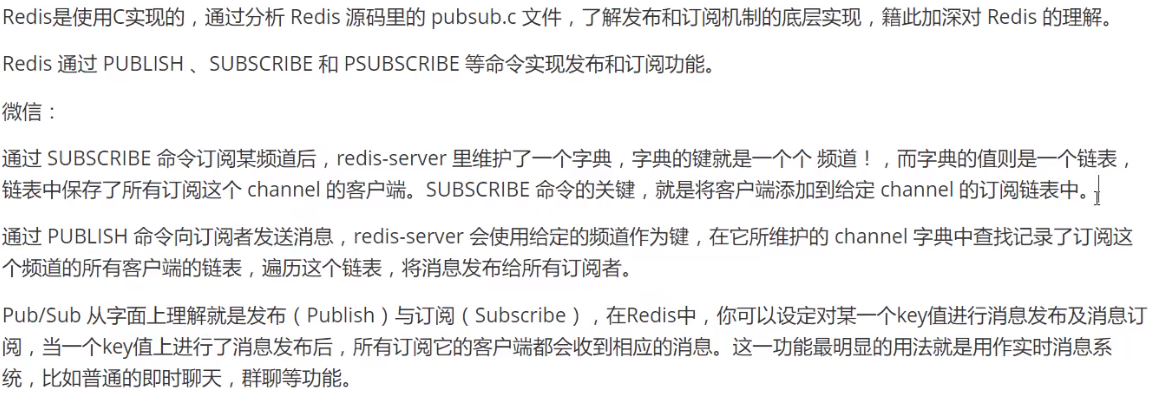 Redis是使用C实现的，通过分析 Redis 源码里的 pubsub.c 文件，了解发布和订阅机制的底层实现，籍此加深对 Redis 的理解。
Redis 通过 PUBLISH 、SUBSCRIBE 和 PSUBSCRIBE 等命令实现发布和订阅功能。
微信：
通过 SUBSCRIBE 命令订阅某频道后，redis-server 里维护了一个字典，字典的键就是一个个 频道！，而字典的值则是一个链表，
链表中保存了所有订阅这个 channel 的客户端。SUBSCRIBE 命令的关键，就是将客户端添加到给定 channel 的订阅链表中。
通过 PUBLISH 命令向订阅者发送消息，redis-server 会使用给定的频道作为键，在它所维护的 channel 字典中查找记录了订阅这
个频道的所有客户端的链表，遍历这个链表，将消息发布给所有订阅者。
Pub/Sub 从字面上理解就是发布（Publish）与订阅（Subscribe），在Redis中，你可以设定对某一个key值进行消息发布及消息订
阅，当一个key值上进行了消息发布后，所有订阅它的客户端都会收到相应的消息。这一功能最明显的用法就是用作实时消息系
统，比如普通的即时聊天，群聊等功能。